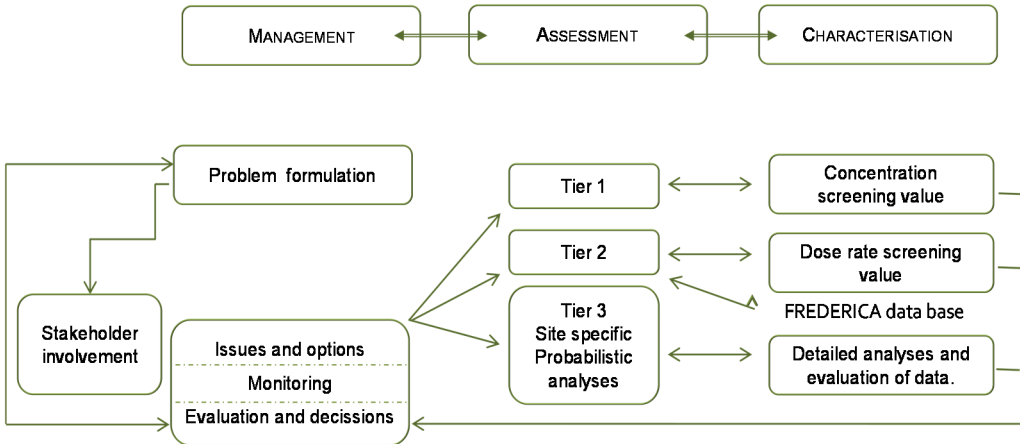 MANAGEMENT
ASSESSMENT
CHARACTERISATION
Problem formulation
Stakeholder
involvement
Issues and options
Monitoring
Evaluation and decissions
Tier 1
Tier 2
Tier 3
Site specific
Probabilistic
analyses
Concentration
screening value
Dose rate screening
value
FREDERICA data base
Detailed analyses and
evaluation of data.